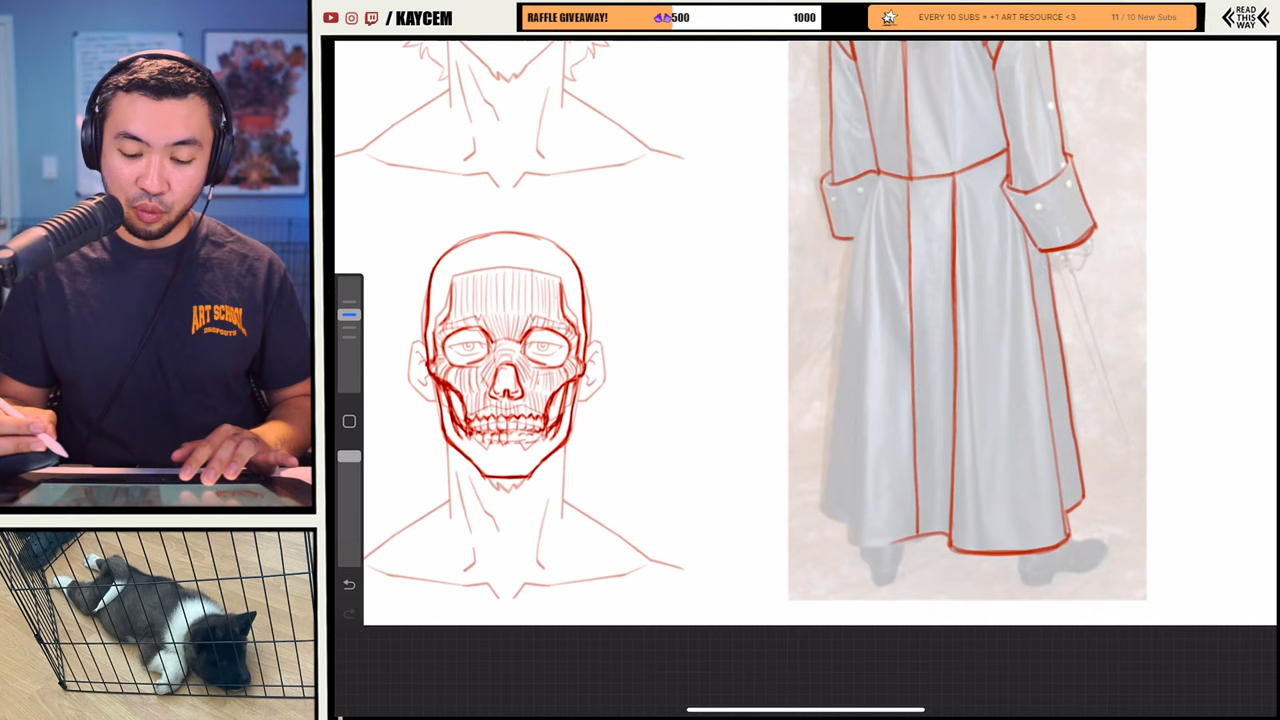 / KAYCEM
RAFFLE GIVEAWAY!
500
1000
EVERY 10 SUBS = +1 ART RESOURCE <3
11 / 10 New Subs
READ
THIS
WAY
ART SCHOOL
DROPOUTS